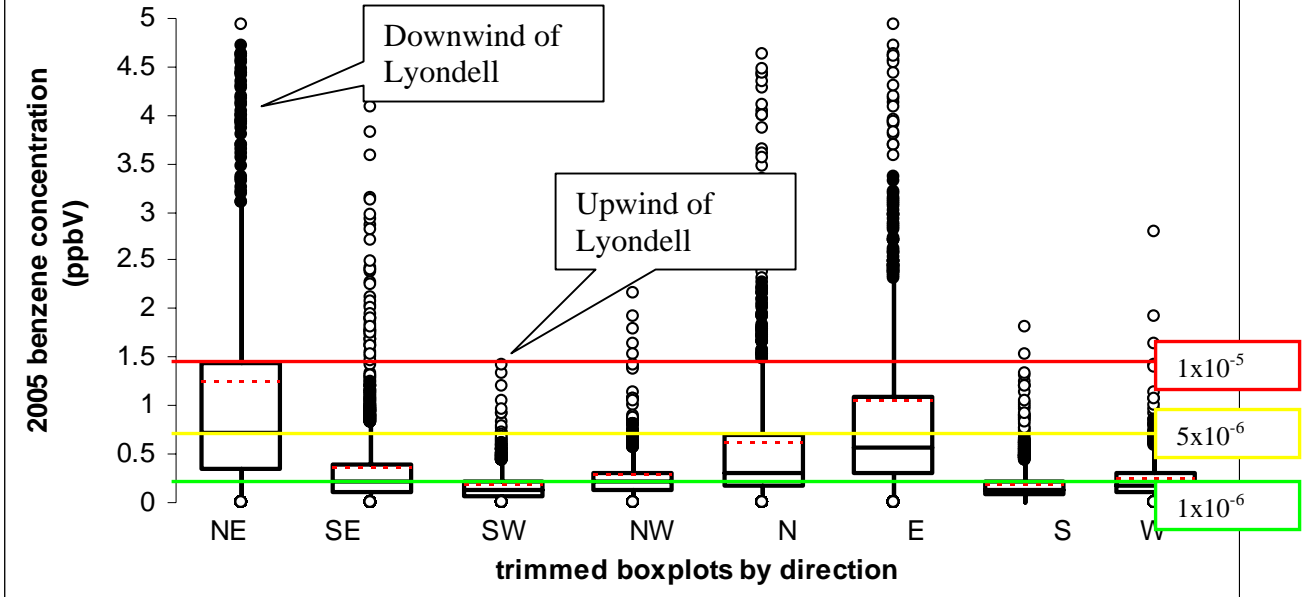 2005 benzene concentration
(ppbV)
5
4.5
4
3.5
3
2.5
2
1.5
1
0.5
0
Downwind of
Lyondell
Upwind of
Lyondell
1x10⁻⁵
5x10⁻⁶
1x10⁻⁶
NE SE SW NW N E S W
trimmed boxplots by direction